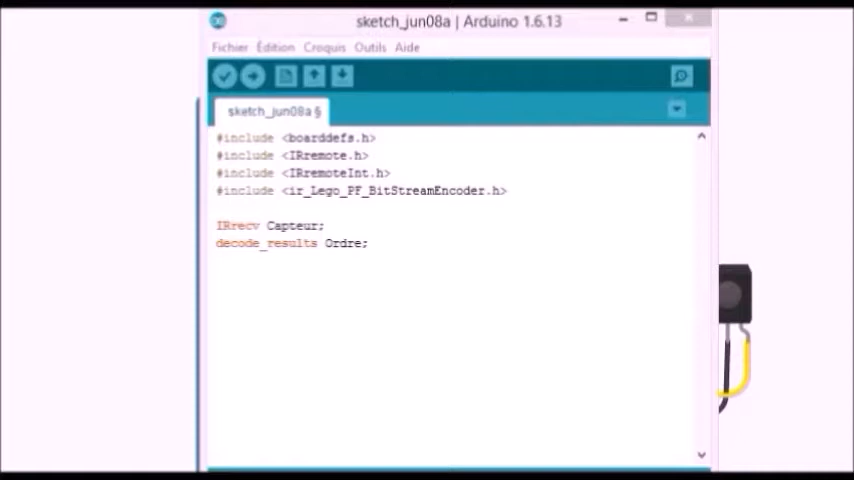 sketch_jun08a | Arduino 1.6.13
Fichier Édition Croquis Outils Aide
sketch_jun08a §
#include <boarddefs.h>
#include <IRremote.h>
#include <IRremoteInt.h>
#include <ir_Lego_PF_BitStreamEncoder.h>
IRrecv Capteur;
decode_results Ordre;